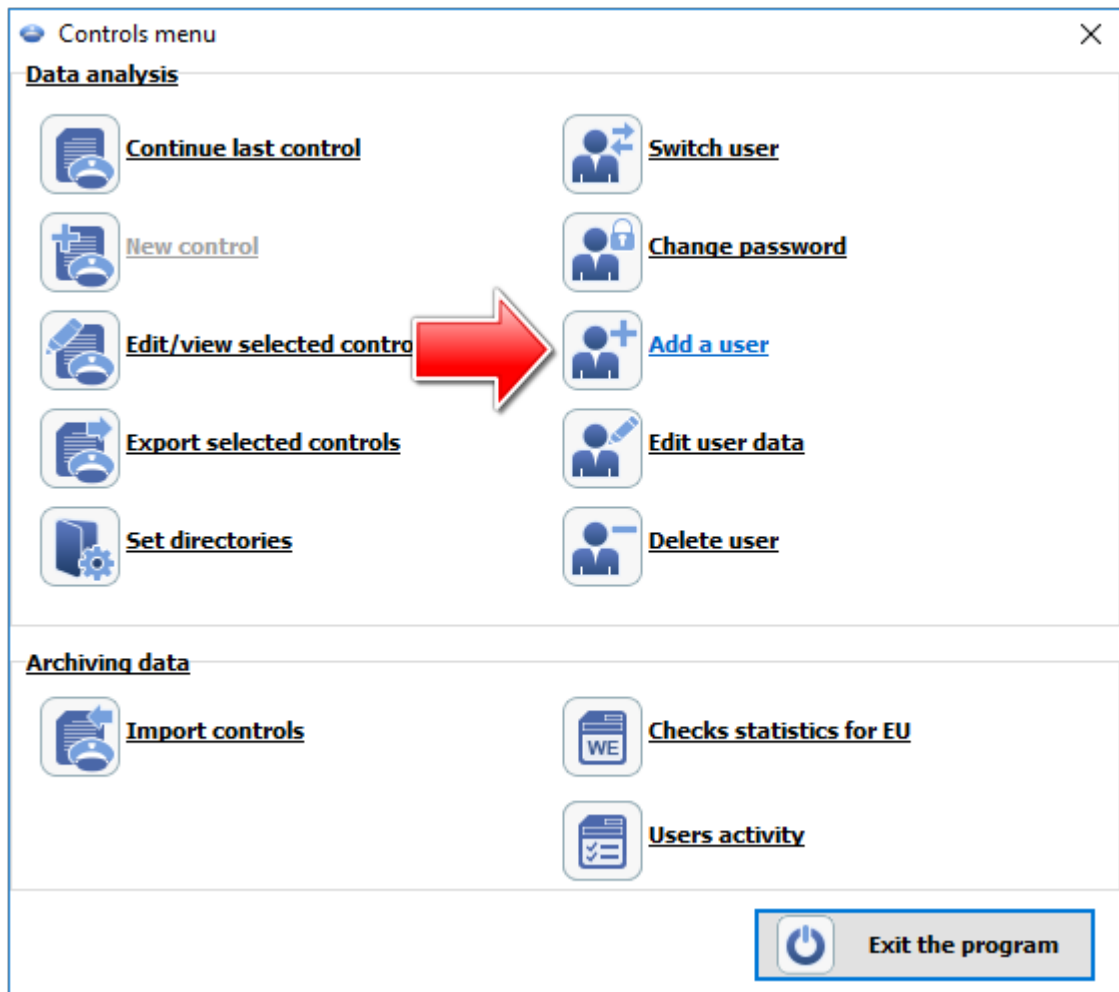 Controls menu
Data analysis
Continue last control
Switch user
New control
Change password
Edit/view selected contro
Add a user
Export selected controls
Edit user data
Set directories
Delete user
Archiving data
Import controls
WE
Checks statistics for EU
Users activity
Exit the program